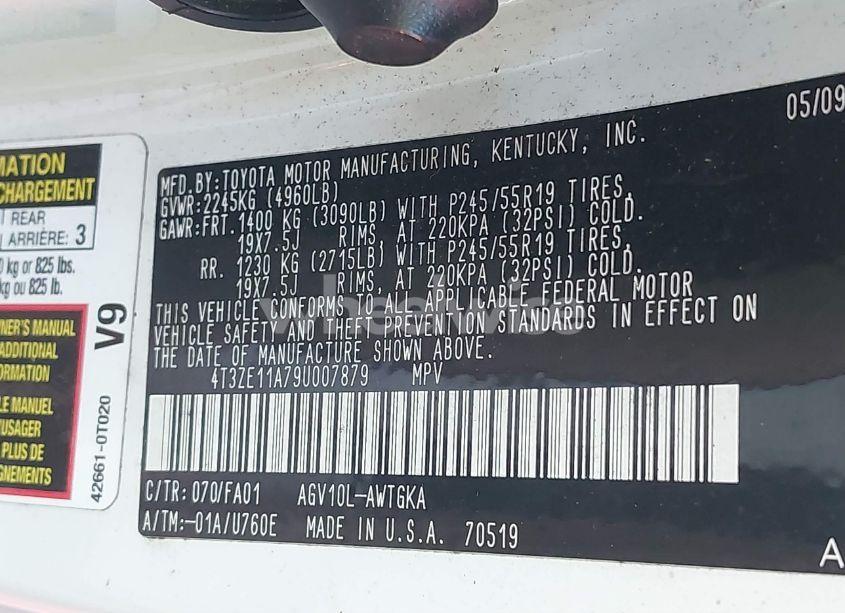 05/09
MFD.BY:TOYOTA MOTOR MANUFACTURING, KENTUCKY, INC.
GVWR:2245KG (4960LB)
GAWR:FRT. 1400 KG (3090LB) WITH P245/55R19 TIRES,
19X7.5J RIMS, AT 220KPA (32PSI) COLD.
RR. 1230 KG (2715LB) WITH P245/55R19 TIRES,
19X7.5J RIMS, AT 220KPA (32PSI) COLD.
THIS VEHICLE CONFORMS TO ALL APPLICABLE FEDERAL MOTOR
VEHICLE SAFETY AND THEFT PREVENTION STANDARDS IN EFFECT ON
THE DATE OF MANUFACTURE SHOWN ABOVE.
4T3ZE11A79U007879 MPV
C/TR: 070/FA01 AGV10L-AWTGKA
A/TM:-01A/U760E MADE IN U.S.A. 70519
A
MATION
CHARGEMENT
REAR
ARRIÈRE: 3
kg or 825 lbs.
kg ou 825 lb.
NER'S MANUAL
ADDITIONAL
ORMATION
LE MANUEL
'USAGER
PLUS DE
GNEMENTS
V9
42661-0T020